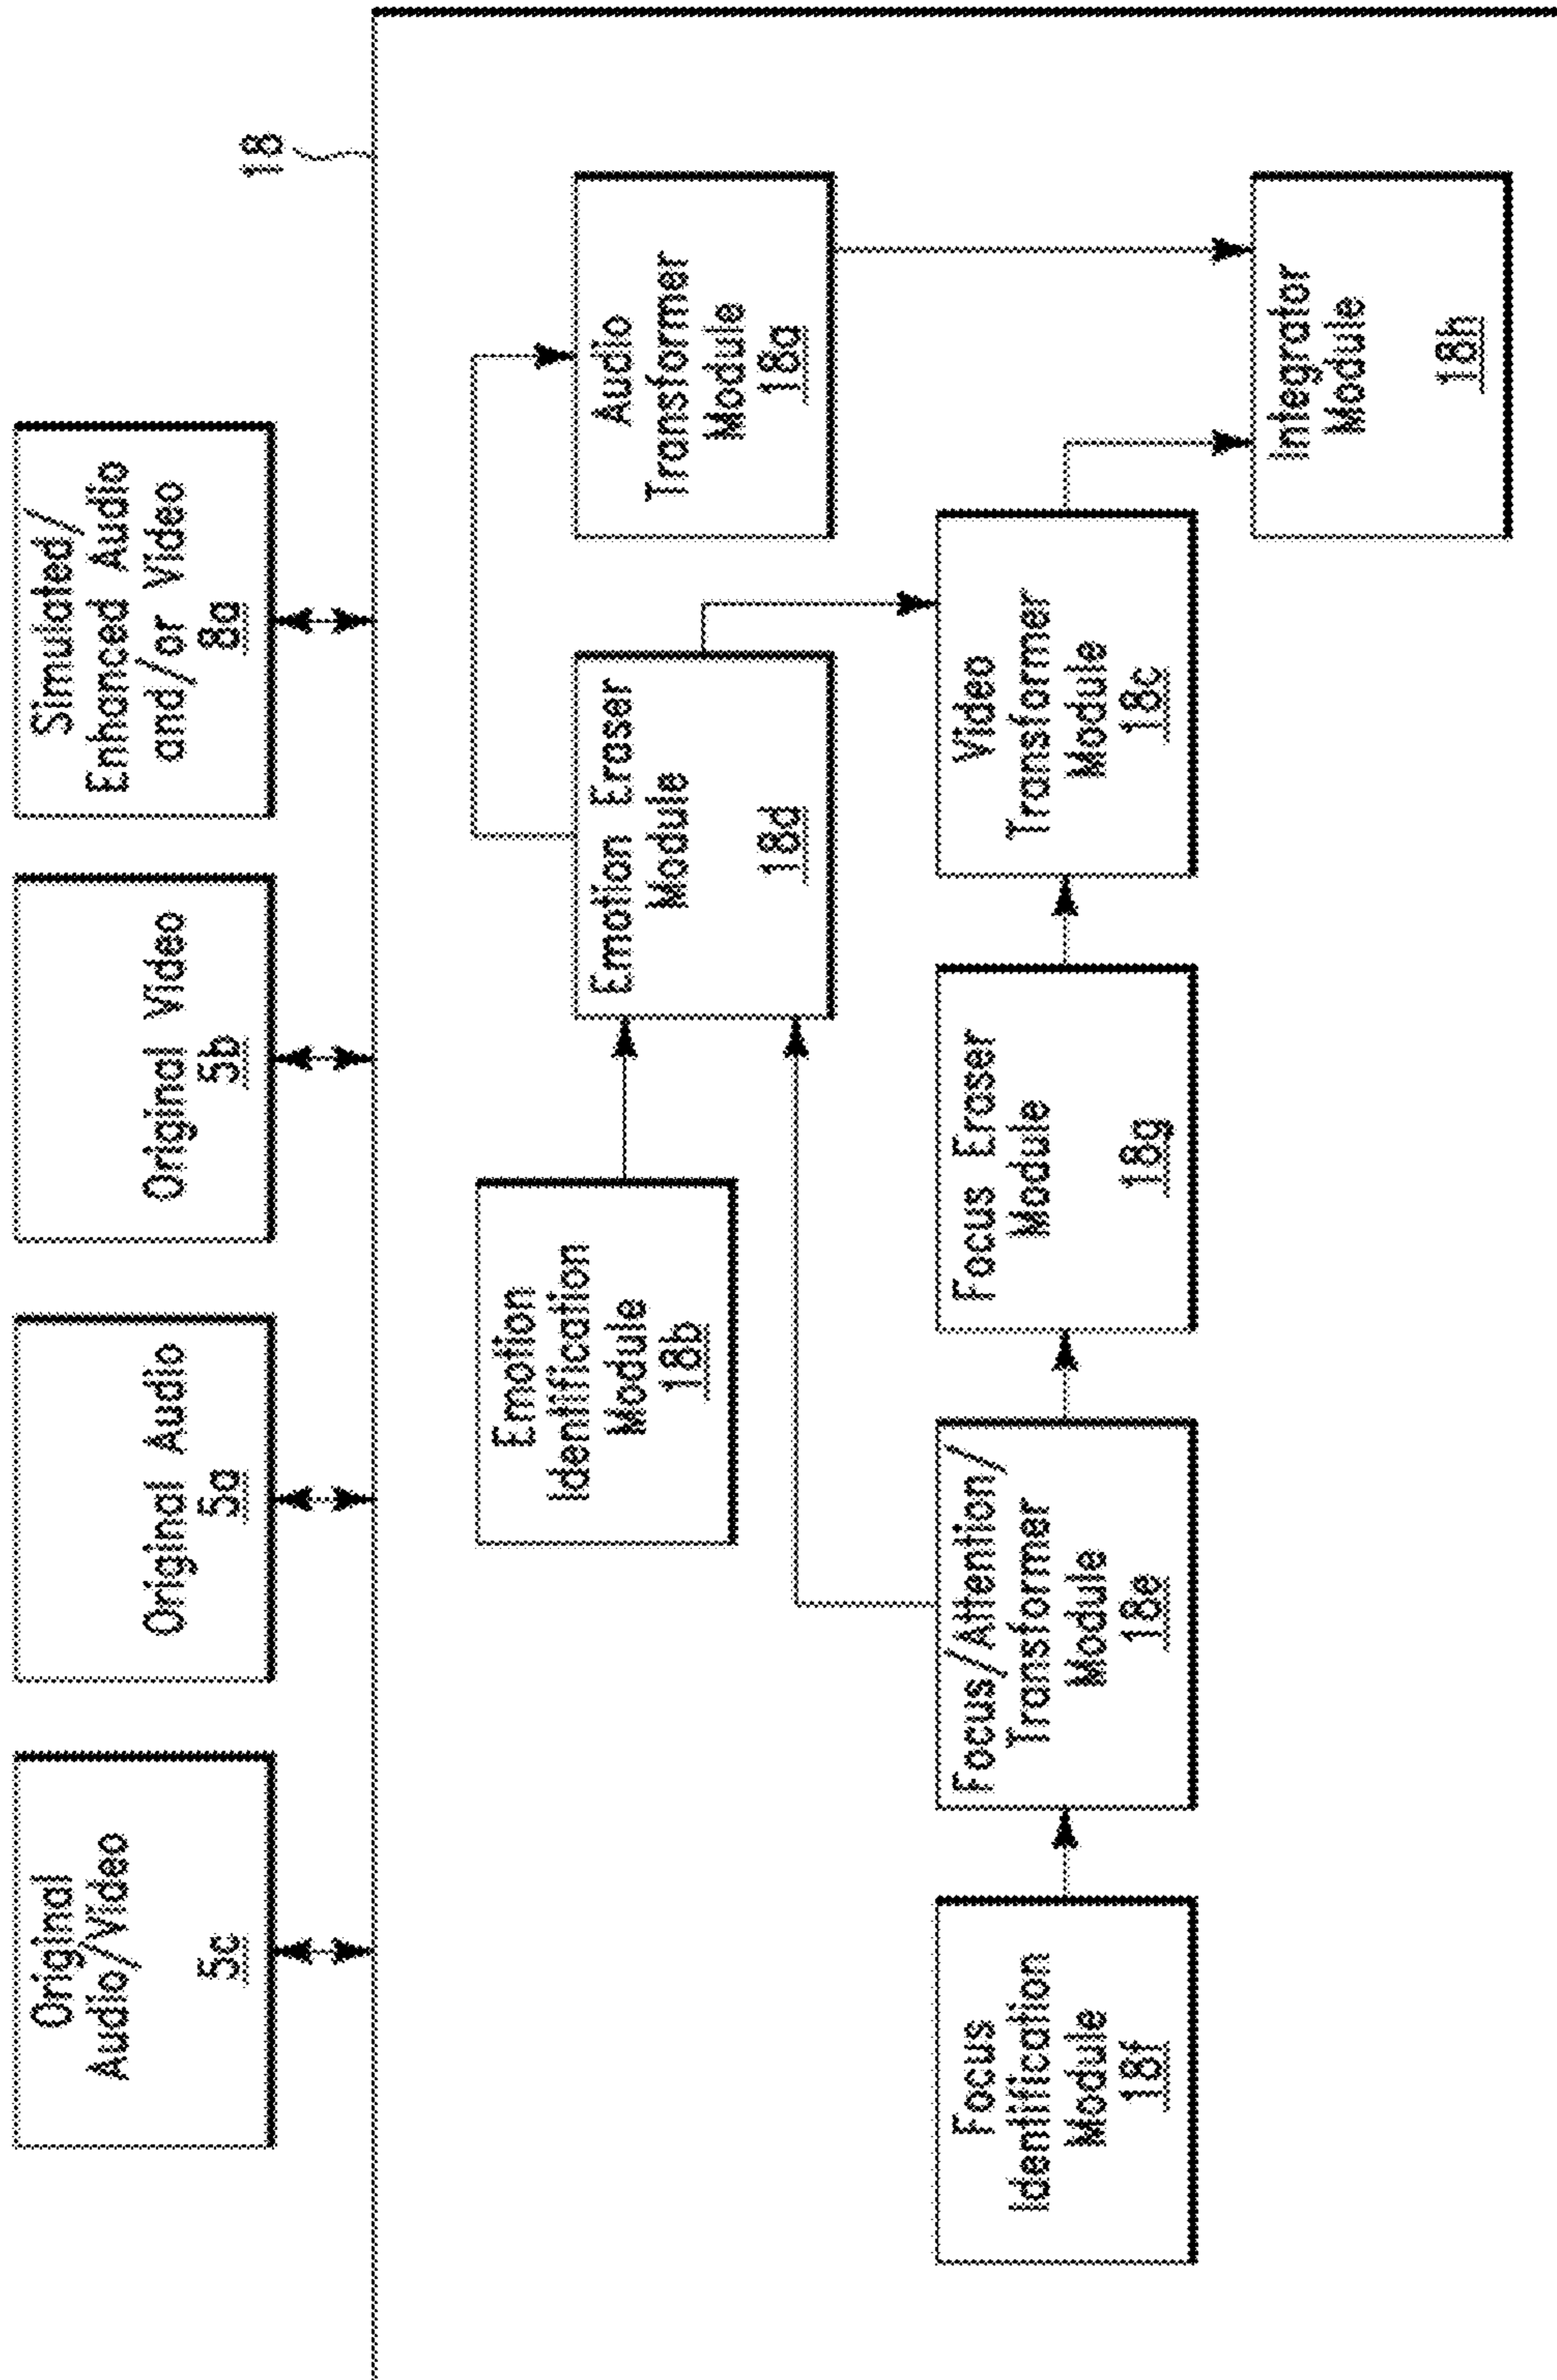 Original
Audio/Video
5c
Original Audio
5a
Original Video
5b
Simulated/
Enhanced Audio
and/or Video
8a
18
Emotion
Identification
Module
18b
Emotion Eraser
Module
18d
Audio
Transformer
Module
18a
Focus
Identification
Module
18f
Focus/Attention/
Transformer
Module
18e
Focus Eraser
Module
18g
Video
Transformer
Module
18c
Integrator
Module
18h